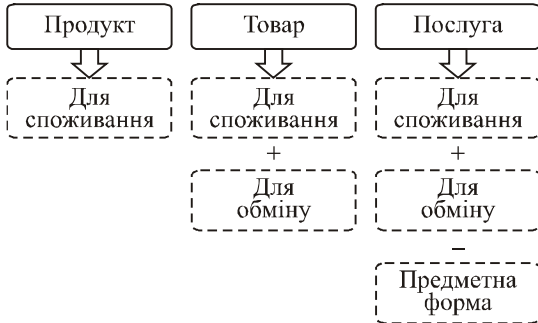 Продукт
Товар
Послуга
Для
споживання
Для
споживання
Для
споживання
+
+
Для
обміну
Для
обміну
–
Предметна
форма